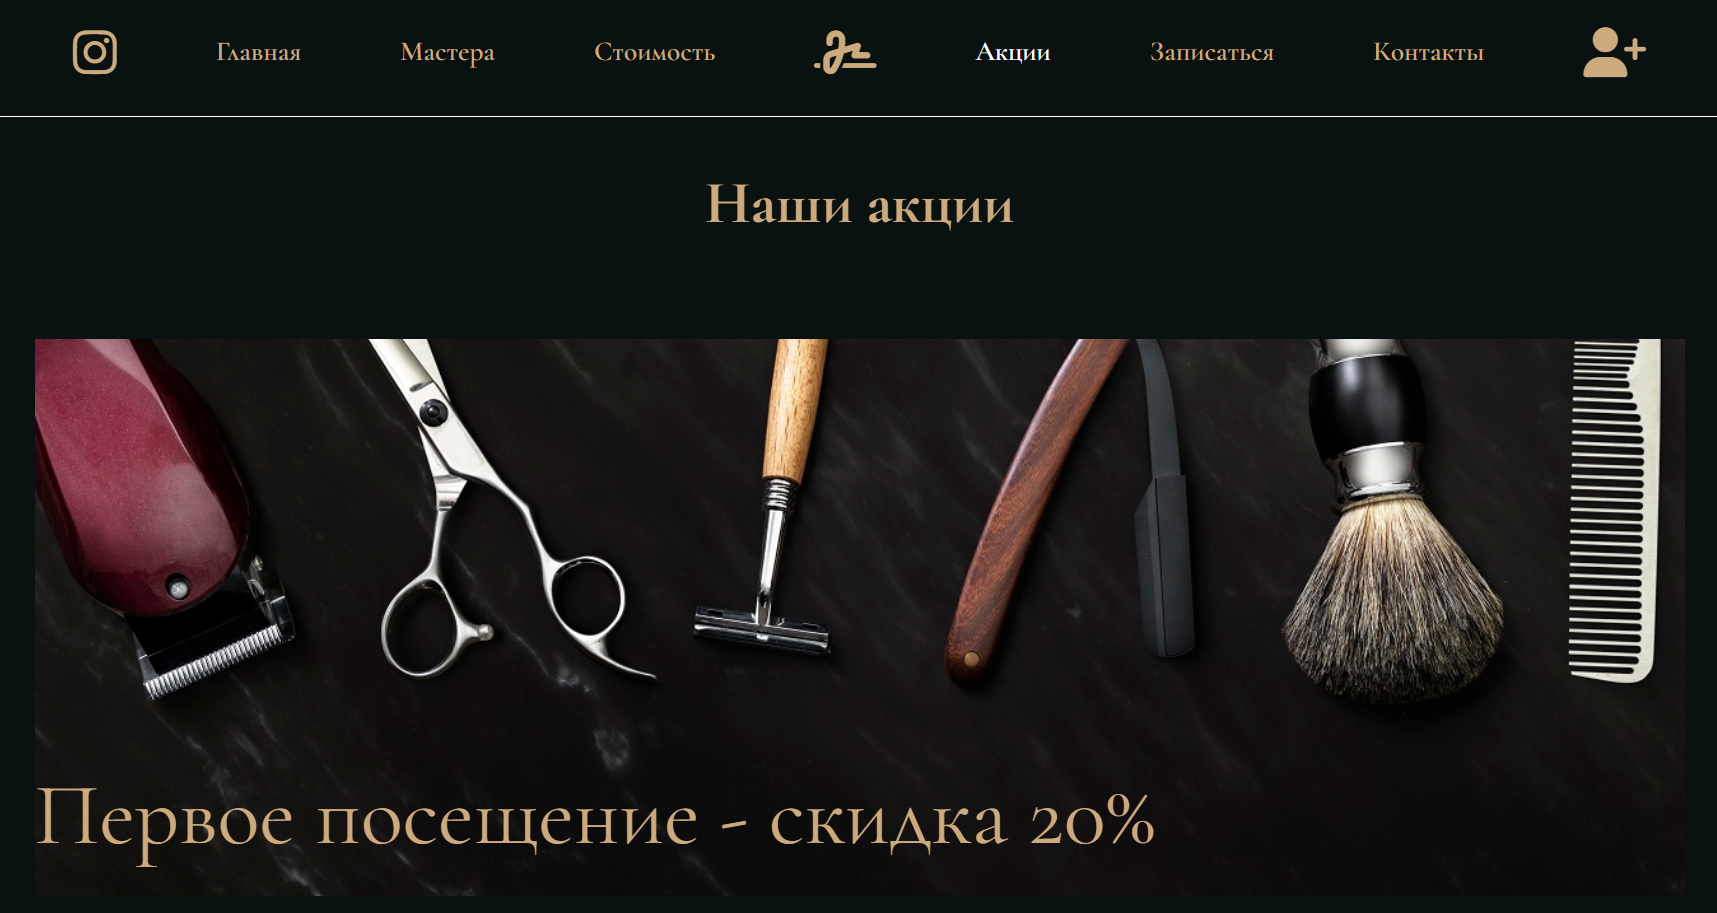 Главная Мастера Стоимость Акции Записаться Контакты
Наши акции
Первое посещение - скидка 20%